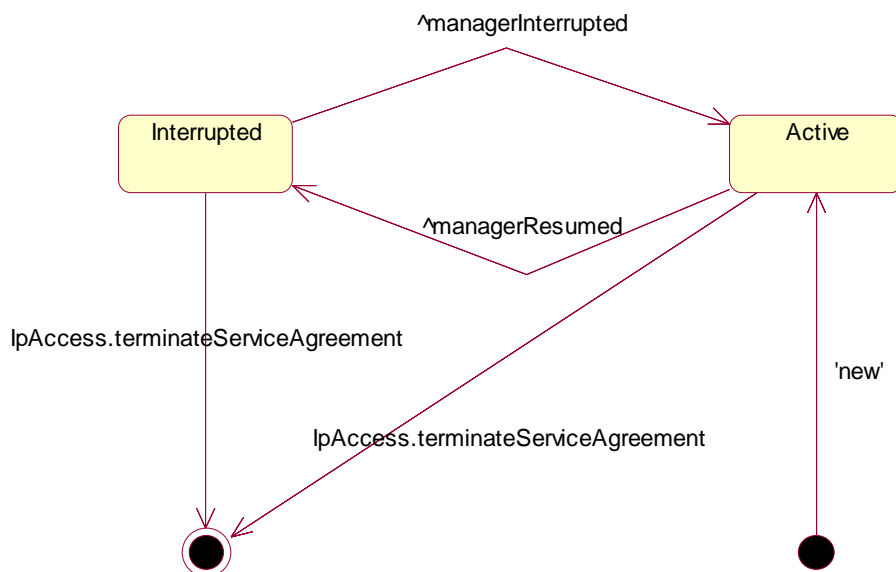 ^managerInterrupted
Interrupted
Active
^managerResumed
IpAccess.terminateServiceAgreement
'new'
IpAccess.terminateServiceAgreement